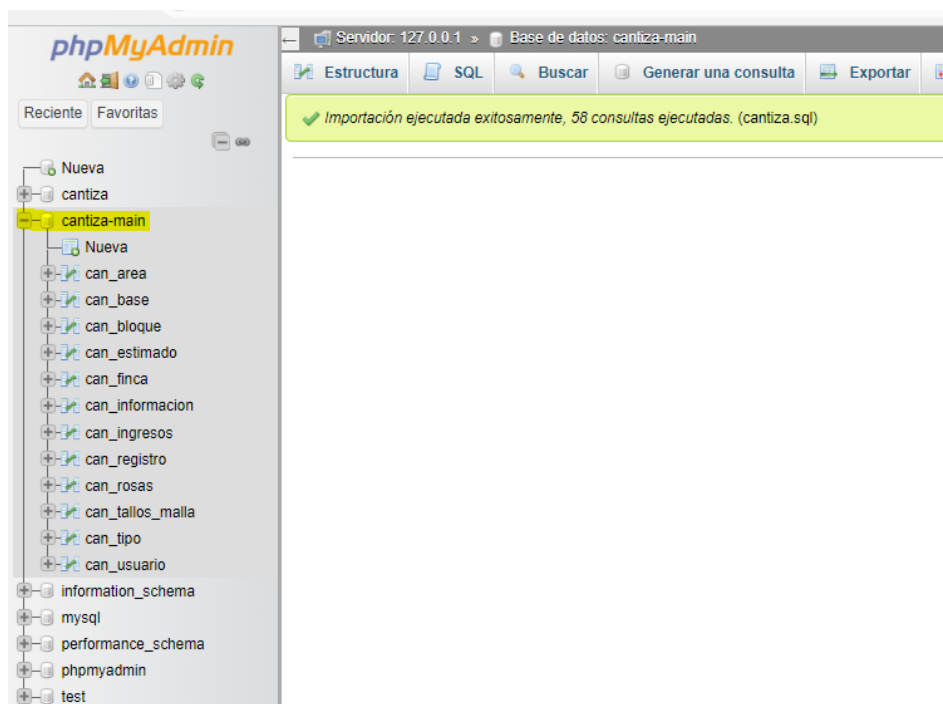 phpMyAdmin
Reciente Favoritas
Nueva
cantiza
cantiza-main
Nueva
can_area
can_base
can_bloque
can_estimado
can_finca
can_informacion
can_ingresos
can_registro
can_rosas
can_tallos_malla
can_tipo
can_usuario
information_schema
mysql
performance_schema
phpmyadmin
test
Servidor: 127.0.0.1 » Base de datos: cantiza-main
Estructura SQL Buscar Generar una consulta Exportar
Importación ejecutada exitosamente, 58 consultas ejecutadas. (cantiza.sql)